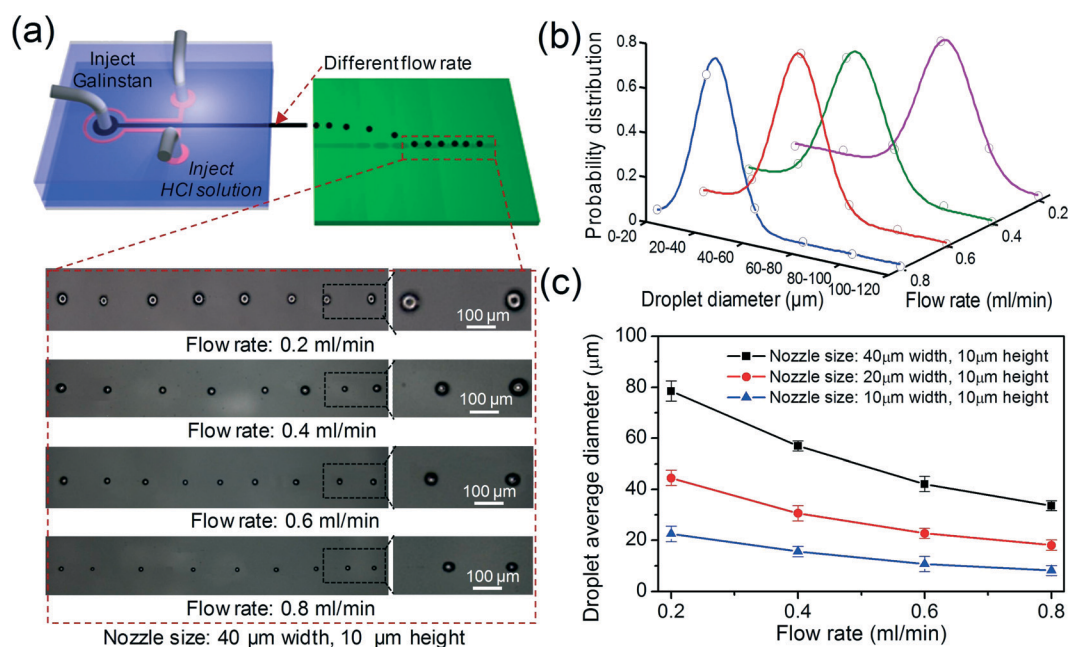 (a)
Inject
Galinstan
Different flow rate
Inject
HCl solution
100 µm
Flow rate: 0.2 ml/min
100 µm
Flow rate: 0.4 ml/min
100 µm
Flow rate: 0.6 ml/min
100 µm
Flow rate: 0.8 ml/min
Nozzle size: 40 µm width, 10 µm height
(b)
Probability distribution
0.8
0.6
0.4
0.2
0
0-20
20-40
40-60
60-80
80-100
100-120
Droplet diameter (µm)
0.8
0.6
0.4
0.2
Flow rate (ml/min)
(c)
Droplet average diameter (µm)
100
80
60
40
20
0
Nozzle size: 40µm width, 10µm height
Nozzle size: 20µm width, 10µm height
Nozzle size: 10µm width, 10µm height
0.2 0.4 0.6 0.8
Flow rate (ml/min)